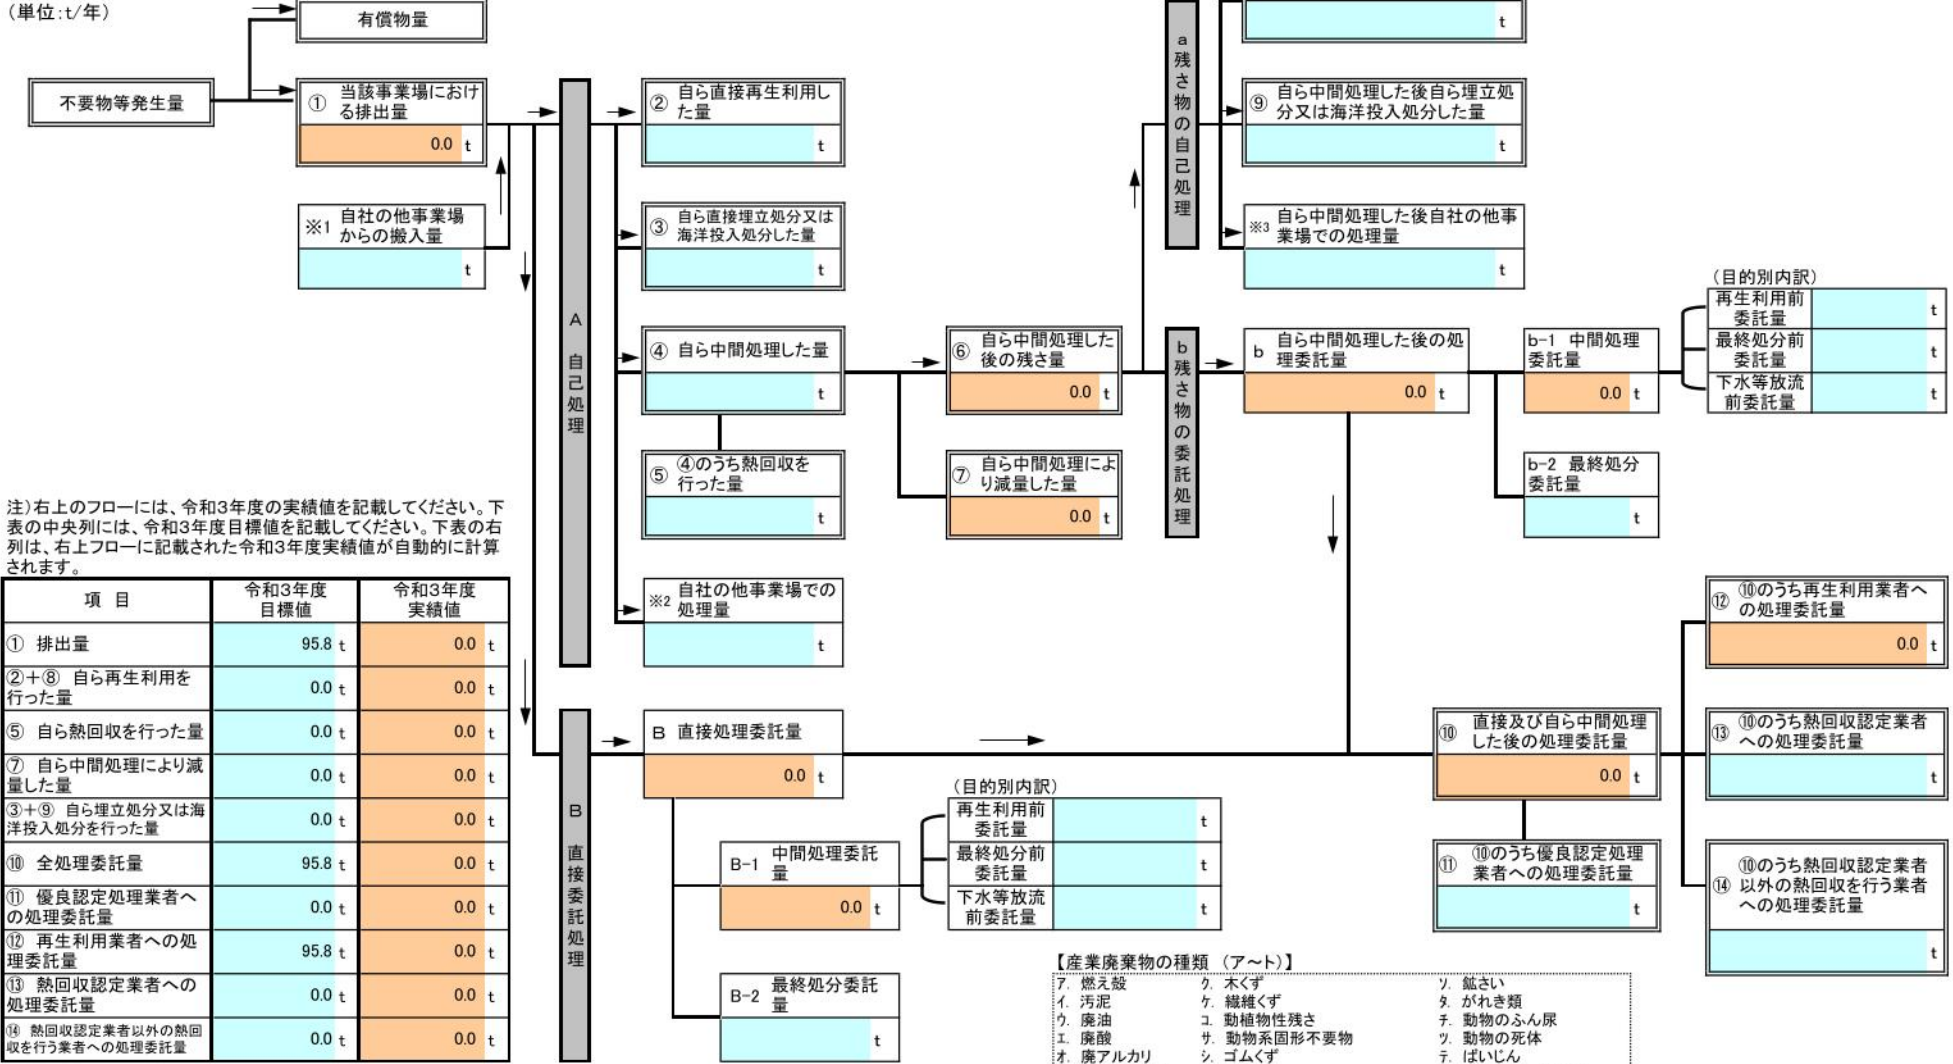 (単位:t/年)
有償物量
不要物等発生量
① 当該事業場におけ
る排出量
0.0 t
※1 自社の他事業場
からの搬入量
t
A 自己処理
② 自ら直接再生利用し
た量
t
③ 自ら直接埋立処分又は
海洋投入処分した量
t
④ 自ら中間処理した量
t
⑤ ④のうち熱回収を
行った量
t
※2 自社の他事業場での
処理量
t
⑥ 自ら中間処理した
後の残さ量
0.0 t
⑦ 自ら中間処理によ
り減量した量
0.0 t
a残さ物の自己処理
t
⑨ 自ら中間処理した後自ら埋立処
分又は海洋投入処分した量
t
※3 自ら中間処理した後自社の他事
業場での処理量
t
b残さ物の委託処理
b 自ら中間処理した後の処
理委託量
0.0 t
b-1 中間処理
委託量
0.0 t
b-2 最終処分
委託量
t
(目的別内訳)
再生利用前
委託量 t
最終処分前
委託量 t
下水等放流
前委託量 t
注)右上のフローには、令和3年度の実績値を記載してください。下
表の中央列には、令和3年度目標値を記載してください。下表の右
列は、右上フローに記載された令和3年度実績値が自動的に計算
されます。
項 目 令和3年度 目標値 令和3年度 実績値
① 排出量 95.8 t 0.0 t
②+⑧ 自ら再生利用を
行った量 0.0 t 0.0 t
⑤ 自ら熱回収を行った量 0.0 t 0.0 t
⑦ 自ら中間処理により減
量した量 0.0 t 0.0 t
③+⑨ 自ら埋立処分又は海
洋投入処分を行った量 0.0 t 0.0 t
⑩ 全処理委託量 95.8 t 0.0 t
⑪ 優良認定処理業者へ
の処理委託量 0.0 t 0.0 t
⑫ 再生利用業者への処
理委託量 95.8 t 0.0 t
⑬ 熱回収認定業者への
処理委託量 0.0 t 0.0 t
⑭ 熱回収認定業者以外の熱回
収を行う業者への処理委託量 0.0 t 0.0 t
B 直接委託処理
B 直接処理委託量
0.0 t
B-1 中間処理委託
量
0.0 t
B-2 最終処分委託
量
t
(目的別内訳)
再生利用前
委託量 t
最終処分前
委託量 t
下水等放流
前委託量 t
⑩ 直接及び自ら中間処理
した後の処理委託量
0.0 t
⑪ ⑩のうち優良認定処理
業者への処理委託量
t
⑫ ⑩のうち再生利用業者へ
の処理委託量
0.0 t
⑬ ⑩のうち熱回収認定業者
への処理委託量
t
⑭ ⑩のうち熱回収認定業者
以外の熱回収を行う業者
への処理委託量
t
【産業廃棄物の種類 (ア~ト)】
ア. 燃え殻 ク. 木くず ソ. 鉱さい
イ. 汚泥 ケ. 繊維くず タ. がれき類
ウ. 廃油 コ. 動植物性残さ チ. 動物のふん尿
エ. 廃酸 サ. 動物系固形不要物 ツ. 動物の死体
オ. 廃アルカリ シ. ゴムくず テ. ばいじん